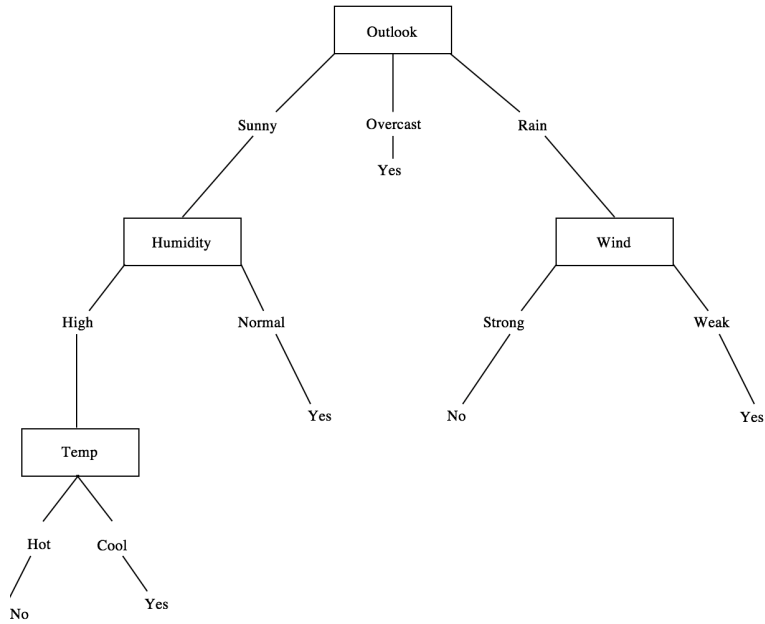 Outlook
Sunny
Overcast
Rain
Yes
Humidity
Wind
High
Normal
Strong
Weak
Yes
No
Yes
Temp
Hot
Cool
Yes
No